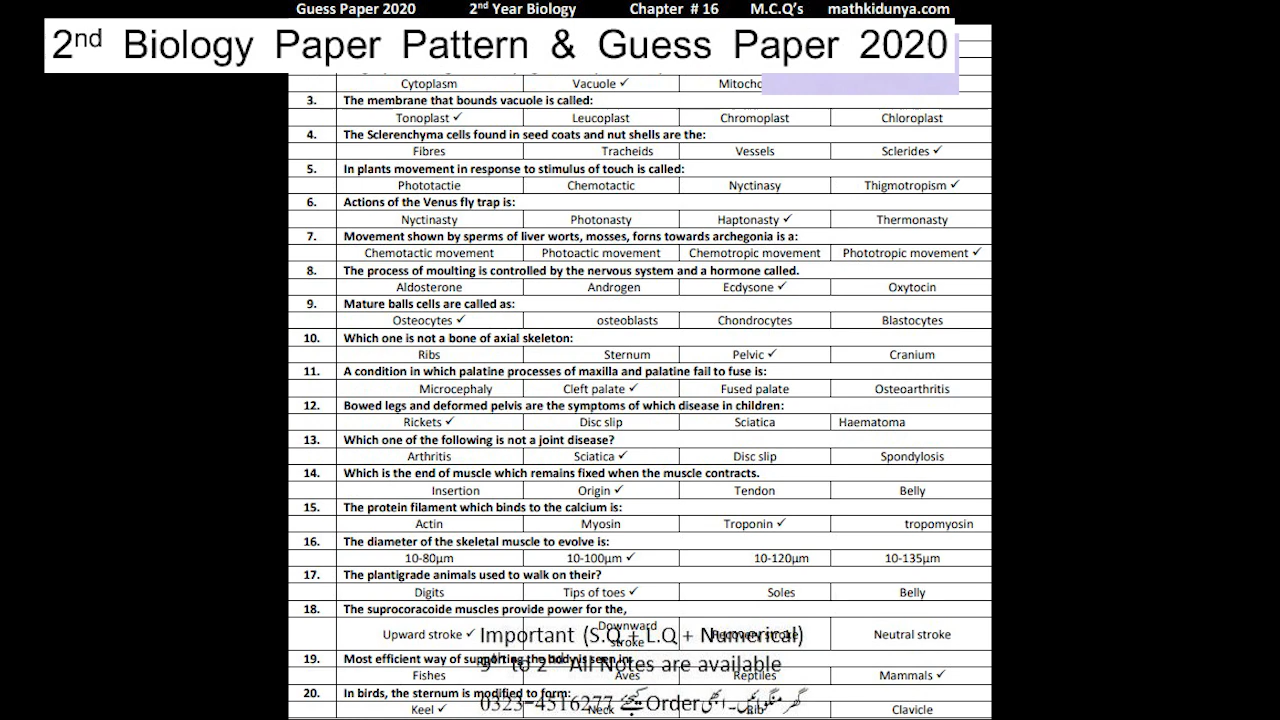 Guess Paper 2020 2nd Year Biology Chapter # 16 M.C.Q's mathkidunya.com
2nd Biology Paper Pattern & Guess Paper 2020
Cytoplasm Vacuole ✓ Mitocho
3. The membrane that bounds vacuole is called:
Tonoplast ✓ Leucoplast Chromoplast Chloroplast
4. The Sclerenchyma cells found in seed coats and nut shells are the:
Fibres Tracheids Vessels Sclerides ✓
5. In plants movement in response to stimulus of touch is called:
Phototactie Chemotactic Nyctinasy Thigmotropism ✓
6. Actions of the Venus fly trap is:
Nyctinasty Photonasty Haptonasty ✓ Thermonasty
7. Movement shown by sperms of liver worts, mosses, forns towards archegonia is a:
Chemotactic movement Photoactic movement Chemotropic movement Phototropic movement ✓
8. The process of moulting is controlled by the nervous system and a hormone called.
Aldosterone Androgen Ecdysone ✓ Oxytocin
9. Mature balls cells are called as:
Osteocytes ✓ osteoblasts Chondrocytes Blastocytes
10. Which one is not a bone of axial skeleton:
Ribs Sternum Pelvic ✓ Cranium
11. A condition in which palatine processes of maxilla and palatine fail to fuse is:
Microcephaly Cleft palate ✓ Fused palate Osteoarthritis
12. Bowed legs and deformed pelvis are the symptoms of which disease in children:
Rickets ✓ Disc slip Sciatica Haematoma
13. Which one of the following is not a joint disease?
Arthritis Sciatica ✓ Disc slip Spondylosis
14. Which is the end of muscle which remains fixed when the muscle contracts.
Insertion Origin ✓ Tendon Belly
15. The protein filament which binds to the calcium is:
Actin Myosin Troponin ✓ tropomyosin
16. The diameter of the skeletal muscle to evolve is:
10-80µm 10-100µm ✓ 10-120µm 10-135µm
17. The plantigrade animals used to walk on their?
Digits Tips of toes ✓ Soles Belly
18. The suprocoracoide muscles provide power for the,
Upward stroke ✓ Downward stroke Recovery stroke Neutral stroke
Important (S.Q + L.Q + Numerical)
19. Most efficient way of supporting the body is seen in:
9th to 2nd All Notes are available
Fishes Aves Reptiles Mammals ✓
20. In birds, the sternum is modified to form:
0323-4516277 Order گھر منگوائیں۔ ابھی کیجئے
Keel ✓ Neck Rib Clavicle